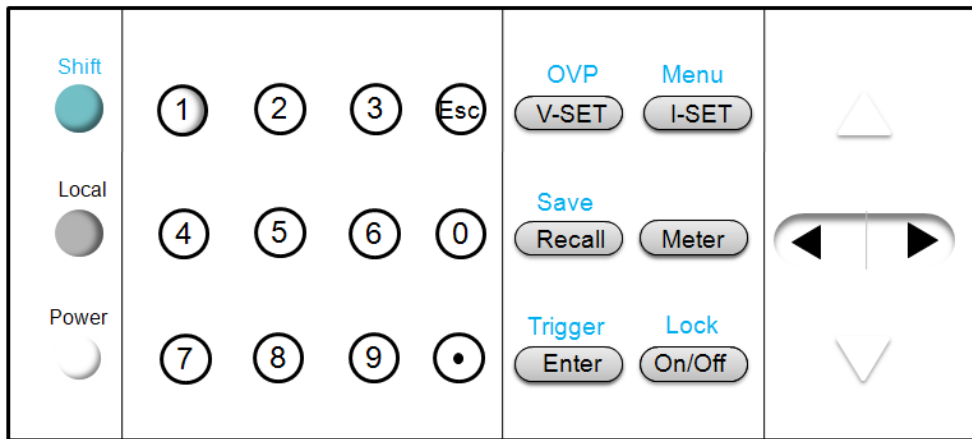 Shift
OVP Menu
1 2 3 Esc V-SET I-SET
Local
Save
4 5 6 0 Recall Meter
Power
Trigger Lock
7 8 9 • Enter On/Off